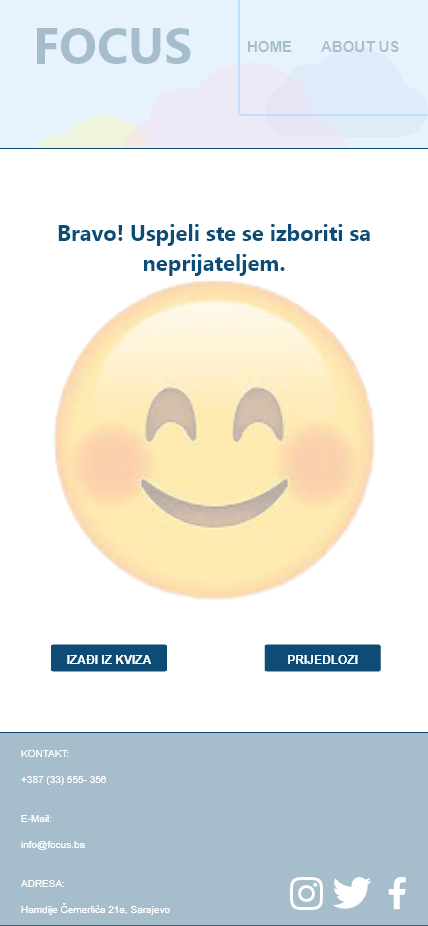 FOCUS
HOME ABOUT US
Bravo! Uspjeli ste se izboriti sa
neprijateljem.
IZAĐI IZ KVIZA PRIJEDLOZI
KONTAKT:
+387 (33) 555- 356
E-Mail:
info@focus.ba
ADRESA:
Hamdije Čemerlića 21a, Sarajevo